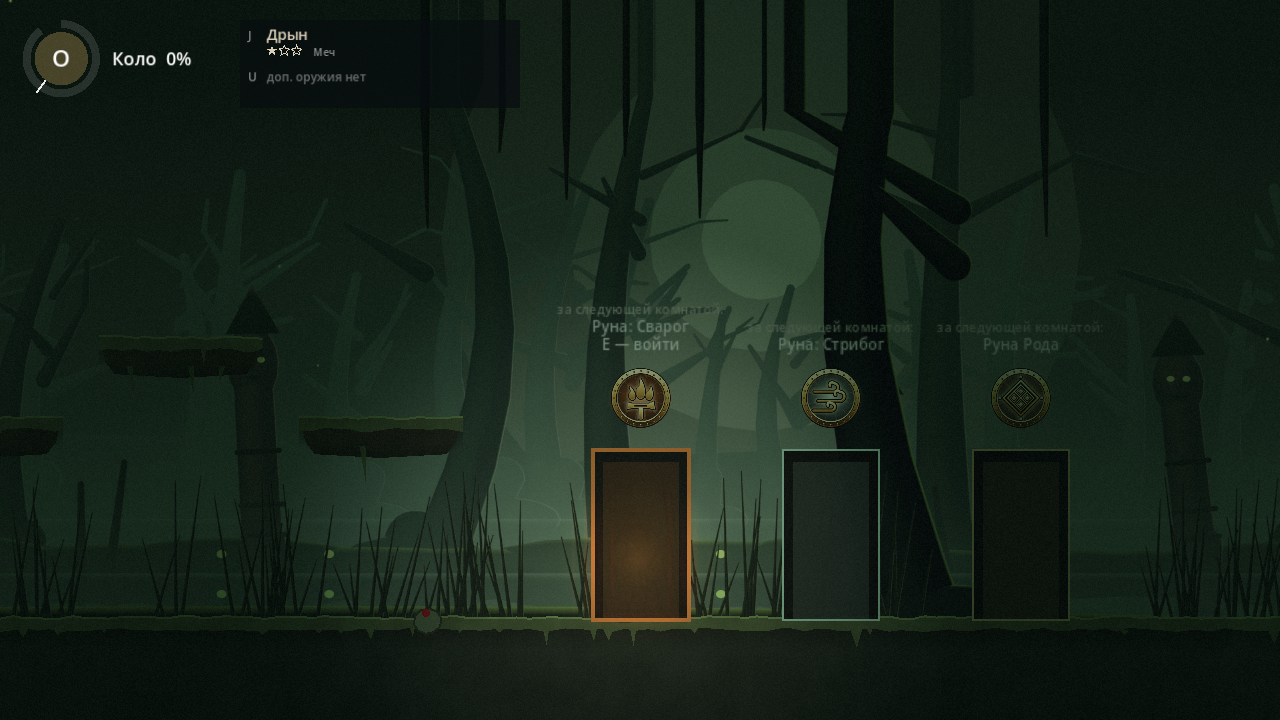 О
Коло 0%
J Дрын
Меч
U доп. оружия нет
за следующей комнатой:
Руна: Сварог
E — войти
за следующей комнатой:
Руна: Стрибог
за следующей комнатой:
Руна Рода